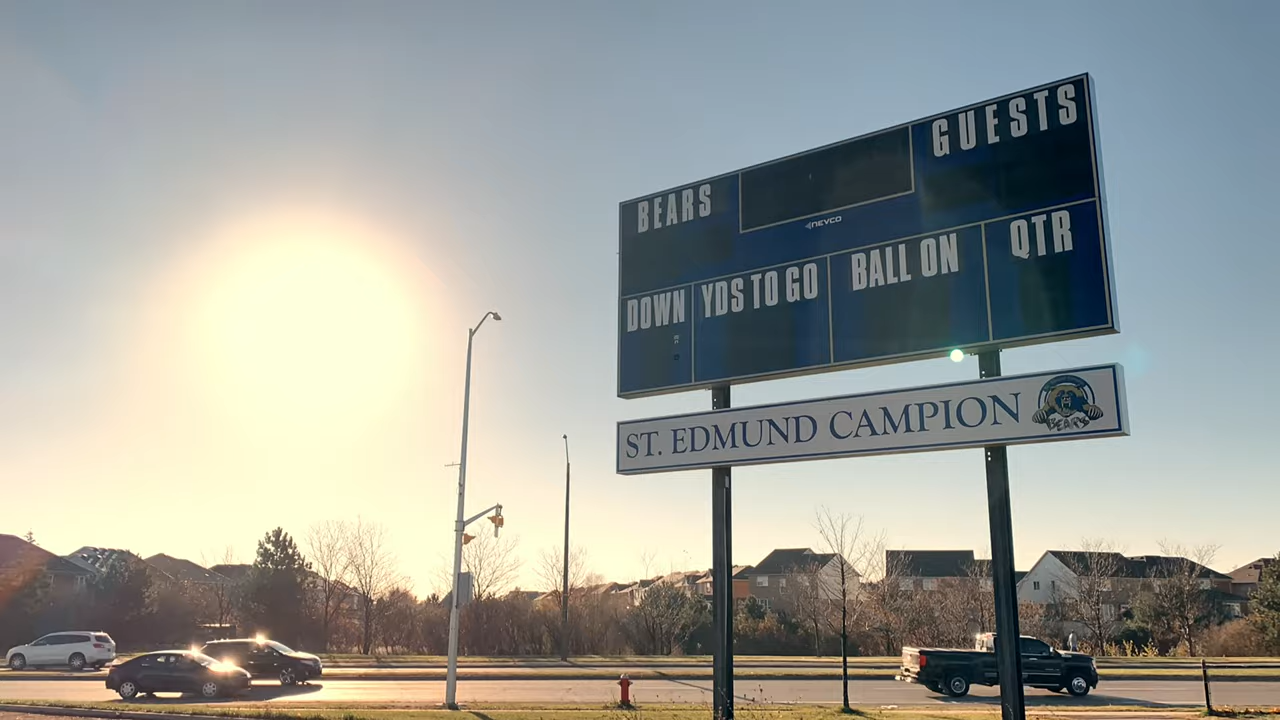 BEARS
GUESTS
NEVCO
DOWN
YDS TO GO
BALL ON
QTR
ST. EDMUND CAMPION
BEARS